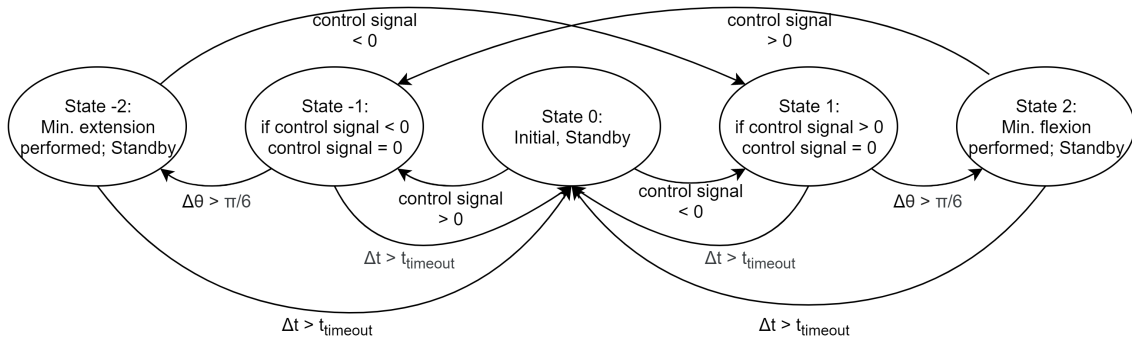 control signal
< 0
control signal
> 0
State -2:
Min. extension
performed; Standby
State -1:
if control signal < 0
control signal = 0
State 0:
Initial, Standby
State 1:
if control signal > 0
control signal = 0
State 2:
Min. flexion
performed; Standby
Δθ > π/6
control signal
> 0
control signal
< 0
Δθ > π/6
Δt > t_timeout
Δt > t_timeout
Δt > t_timeout
Δt > t_timeout